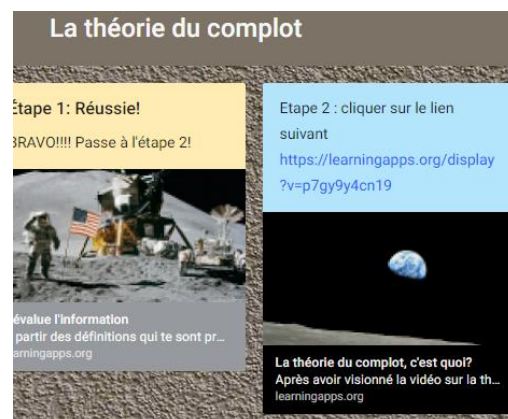 La théorie du complot
Étape 1: Réussie!
BRAVO!!!! Passe à l'étape 2!
évalue l'information
partir des définitions qui te sont pr...
learningapps.org
Etape 2 : cliquer sur le lien
suivant
https://learningapps.org/display
?v=p7gy9y4cn19
La théorie du complot, c'est quoi?
Après avoir visionné la vidéo sur la th...
learningapps.org